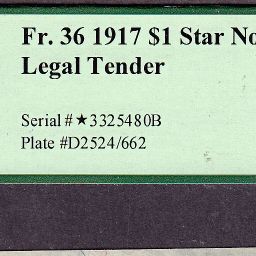 Fr. 36 1917 $1 Star No
Legal Tender
Serial # ★3325480B
Plate #D2524/662